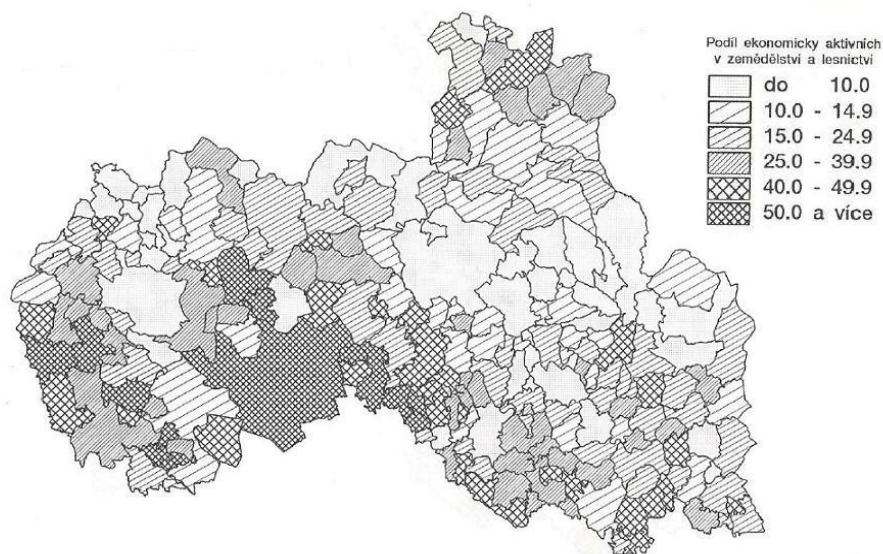 Podíl ekonomicky aktivních
v zemědělství a lesnictví
do 10.0
10.0 - 14.9
15.0 - 24.9
25.0 - 39.9
40.0 - 49.9
50.0 a více